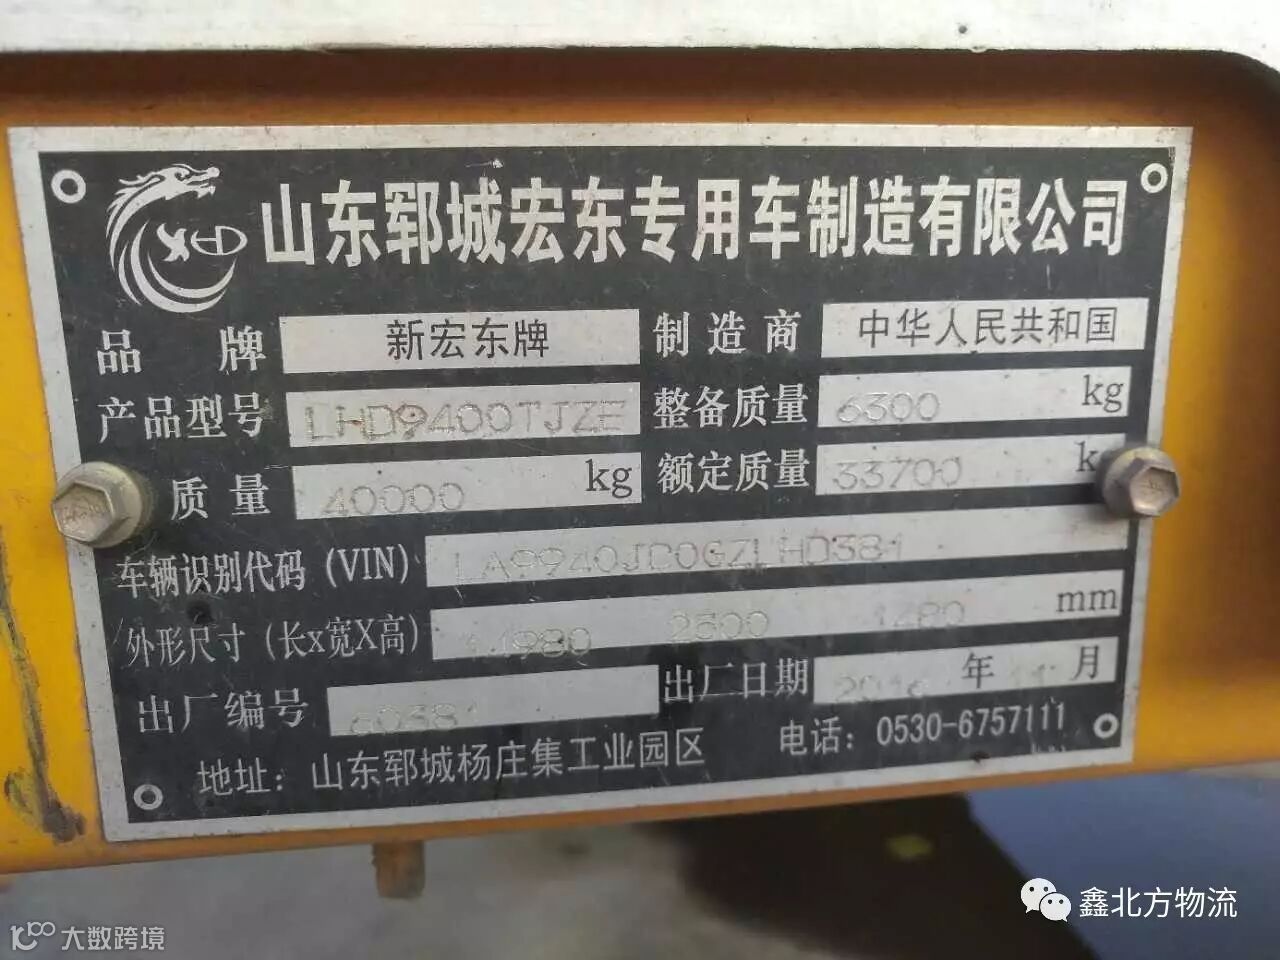 山东郓城宏东专用车制造有限公司
品牌 新宏东牌 制造商 中华人民共和国
产品型号 LHD9400TJZE 整备质量 6300 kg
质量 40000 kg 额定质量 33700
车辆识别代码 (VIN)
外形尺寸 (长x宽X高) 2500 1480 mm
出厂编号 60381 出厂日期 2016 年 11 月
地址: 山东郓城杨庄集工业园区 电话: 0530-6757111
鑫北方物流
大数跨境